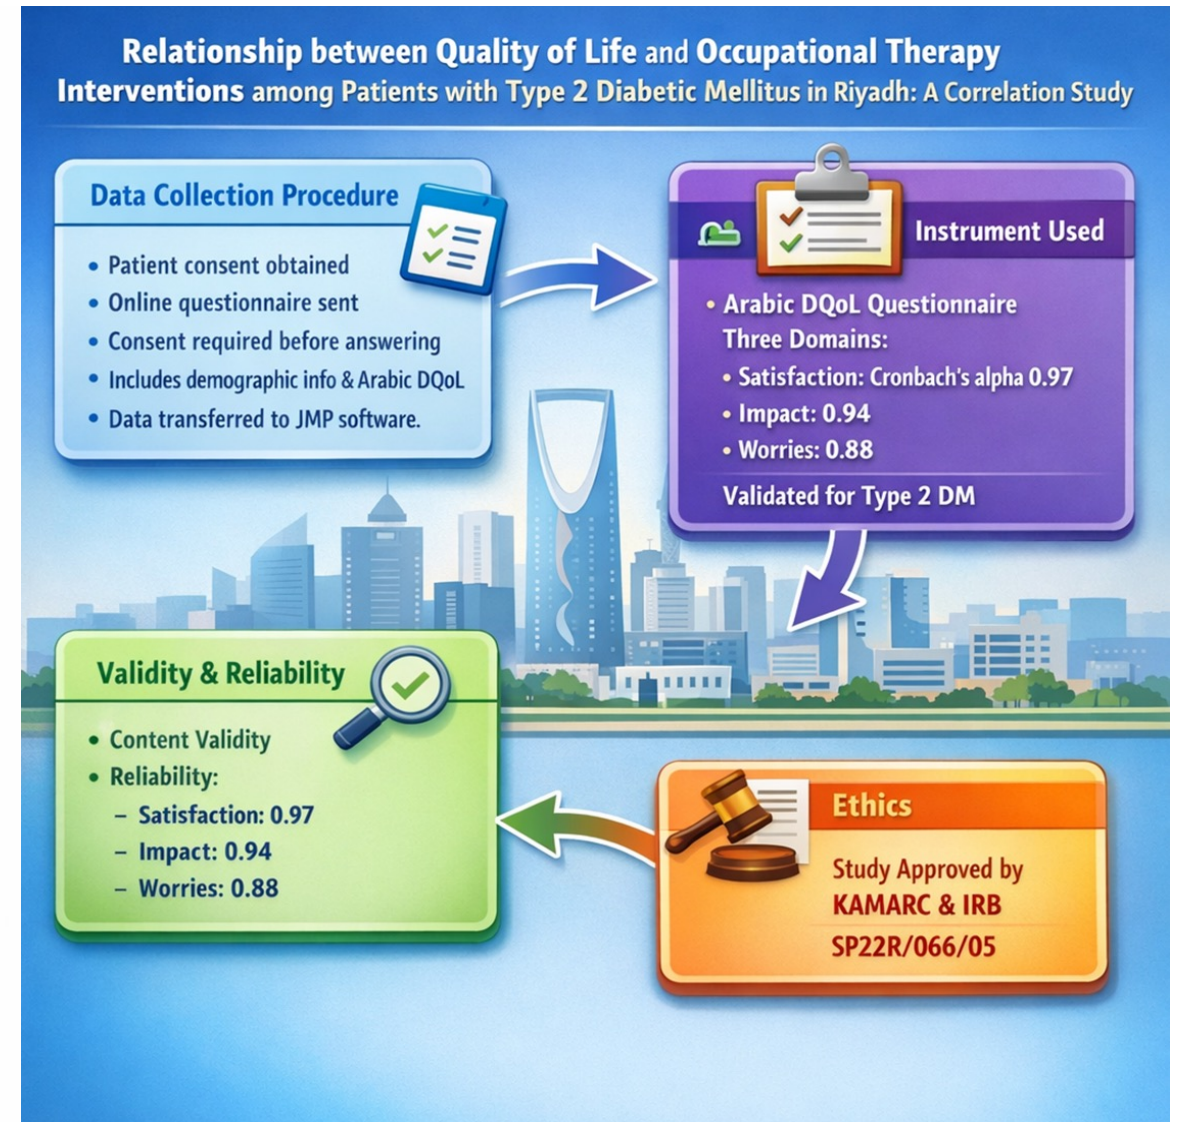 Relationship between Quality of Life and Occupational Therapy
Interventions among Patients with Type 2 Diabetic Mellitus in Riyadh: A Correlation Study
Data Collection Procedure
• Patient consent obtained
• Online questionnaire sent
• Consent required before answering
• Includes demographic info & Arabic DQoL
• Data transferred to JMP software.
Instrument Used
• Arabic DQoL Questionnaire
Three Domains:
• Satisfaction: Cronbach's alpha 0.97
• Impact: 0.94
• Worries: 0.88
Validated for Type 2 DM
Validity & Reliability
• Content Validity
• Reliability:
– Satisfaction: 0.97
– Impact: 0.94
– Worries: 0.88
Ethics
Study Approved by
KAMARC & IRB
SP22R/066/05